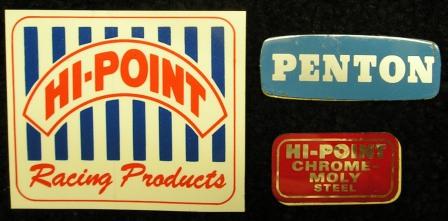 HI-POINT
Racing Products
PENTON
HI-POINT
CHROME-
MOLY
STEEL